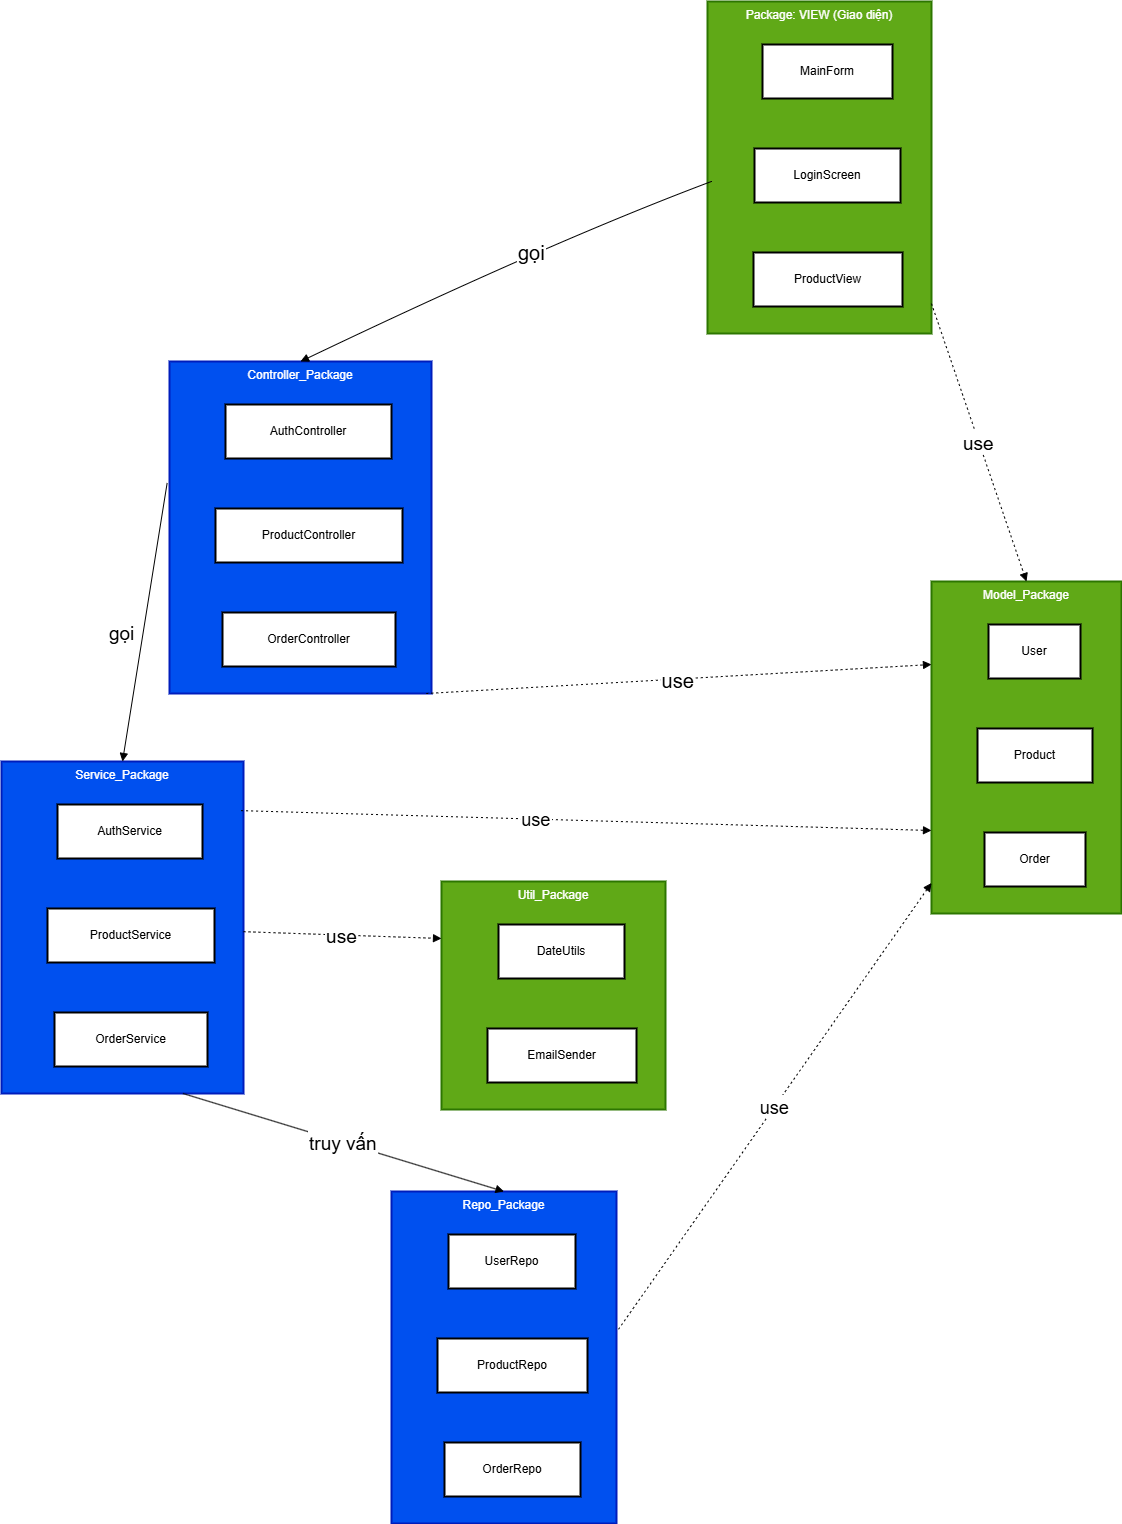 Package: VIEW (Giao diện)
MainForm
LoginScreen
ProductView
gọi
Controller_Package
AuthController
ProductController
OrderController
use
gọi
use
Model_Package
User
Product
Order
Service_Package
AuthService
ProductService
OrderService
use
use
Util_Package
DateUtils
EmailSender
truy vấn
use
Repo_Package
UserRepo
ProductRepo
OrderRepo